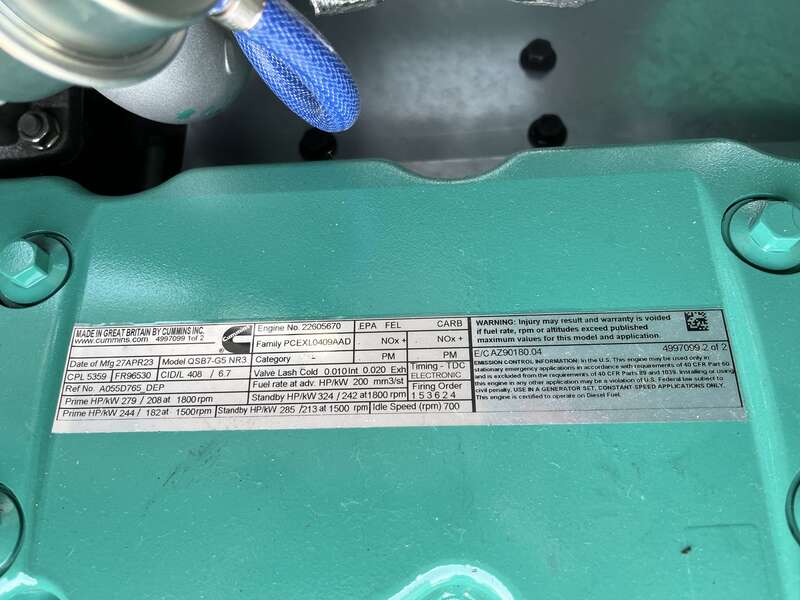 MADE IN GREAT BRITAIN BY CUMMINS INC.
www.cummins.com 4997099 1of 2
Cummins
Date of Mfg 27APR23 Model QSB7-G5 NR3
CPL 5359 FR96530 CID/L 408 / 6.7
Ref No. A055D765_DEP
Prime HP/kW 279 / 208 at 1800rpm
Prime HP/kW 244 / 182 at 1500rpm
Engine No. 22605670
Family PCEXL0409AAD
Category
Valve Lash Cold 0.010 Int 0.020 Exh
Fuel rate at adv. HP/kW 200 mm3/st
Standby HP/kW 324 / 242 at 1800 rpm
Standby HP/kW 285 / 213 at 1500 rpm
EPA FEL CARB
NOx + NOx +
PM PM
Timing - TDC
ELECTRONIC
Firing Order
1 5 3 6 2 4
Idle Speed (rpm) 700
WARNING: Injury may result and warranty is voided
if fuel rate, rpm or altitudes exceed published
maximum values for this model and application.
E/C AZ90180.04 4997099 2 of 2
EMISSION CONTROL INFORMATION: This engine may be used only in
stationary emergency applications in accordance with requirements of 40 CFR Part 60
and is excluded from the requirements of 40 CFR Parts 89 and 1039. Installing or using
this engine in any other application may be a violation of U.S. Federal law subject to
civil penalty. USE IN A GENERATOR SET, CONSTANT-SPEED APPLICATIONS ONLY.
This engine is certified to operate on Diesel Fuel.